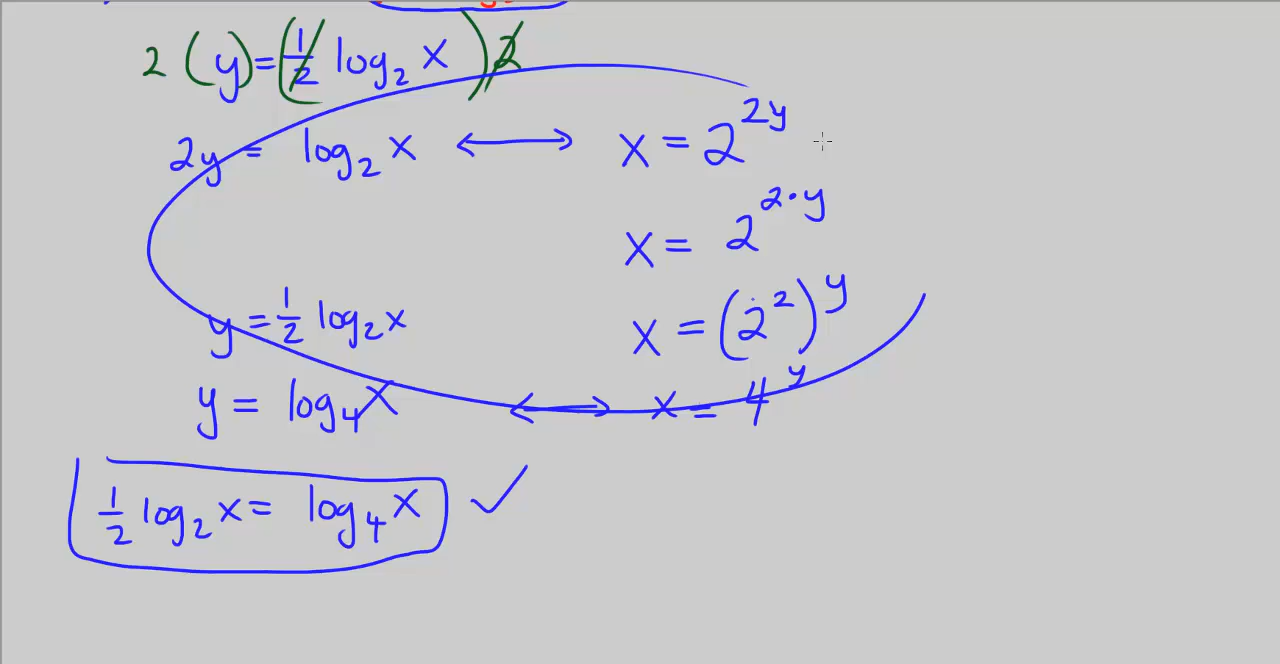 2 (y) = (1/2 log₂ x) 2
2y = log₂ x ⟷ x = 2^{2y}
x = 2^{2·y}
x = (2²)^y
y = 1/2 log₂ x
y = log₄ x ⟷ x = 4^y
1/2 log₂ x = log₄ x ✓